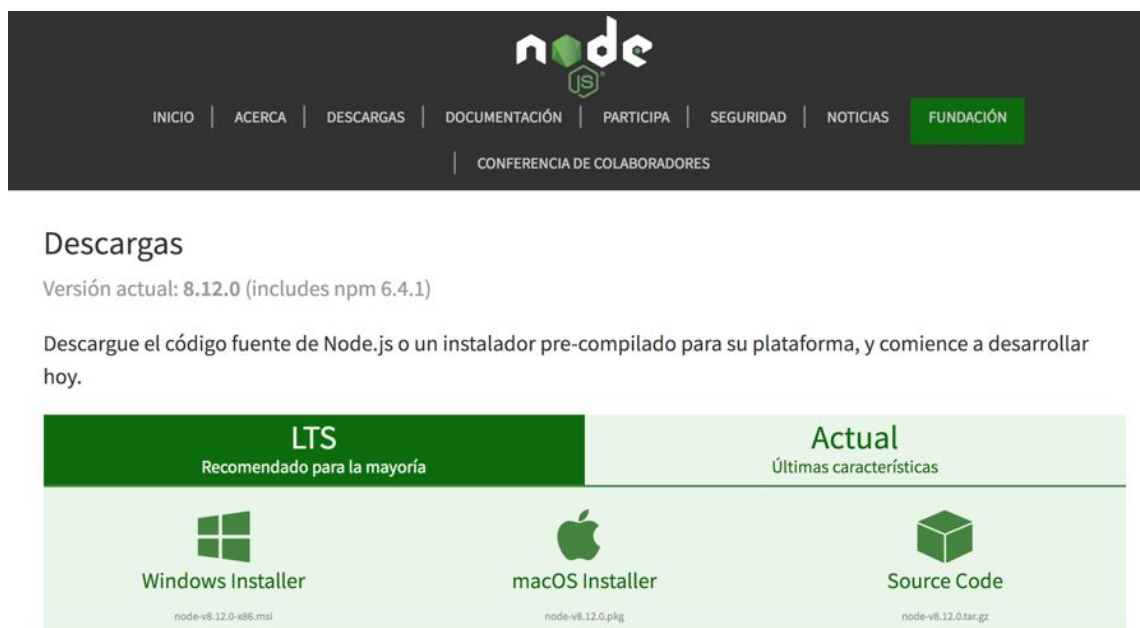 node
JS
INICIO | ACERCA | DESCARGAS | DOCUMENTACIÓN | PARTICIPA | SEGURIDAD | NOTICIAS FUNDACIÓN
| CONFERENCIA DE COLABORADORES
Descargas
Versión actual: 8.12.0 (includes npm 6.4.1)
Descargue el código fuente de Node.js o un instalador pre-compilado para su plataforma, y comience a desarrollar
hoy.
LTS Actual
Recomendado para la mayoría Últimas características
Windows Installer macOS Installer Source Code
node-v8.12.0-x86.msi node-v8.12.0.pkg node-v8.12.0.tar.gz